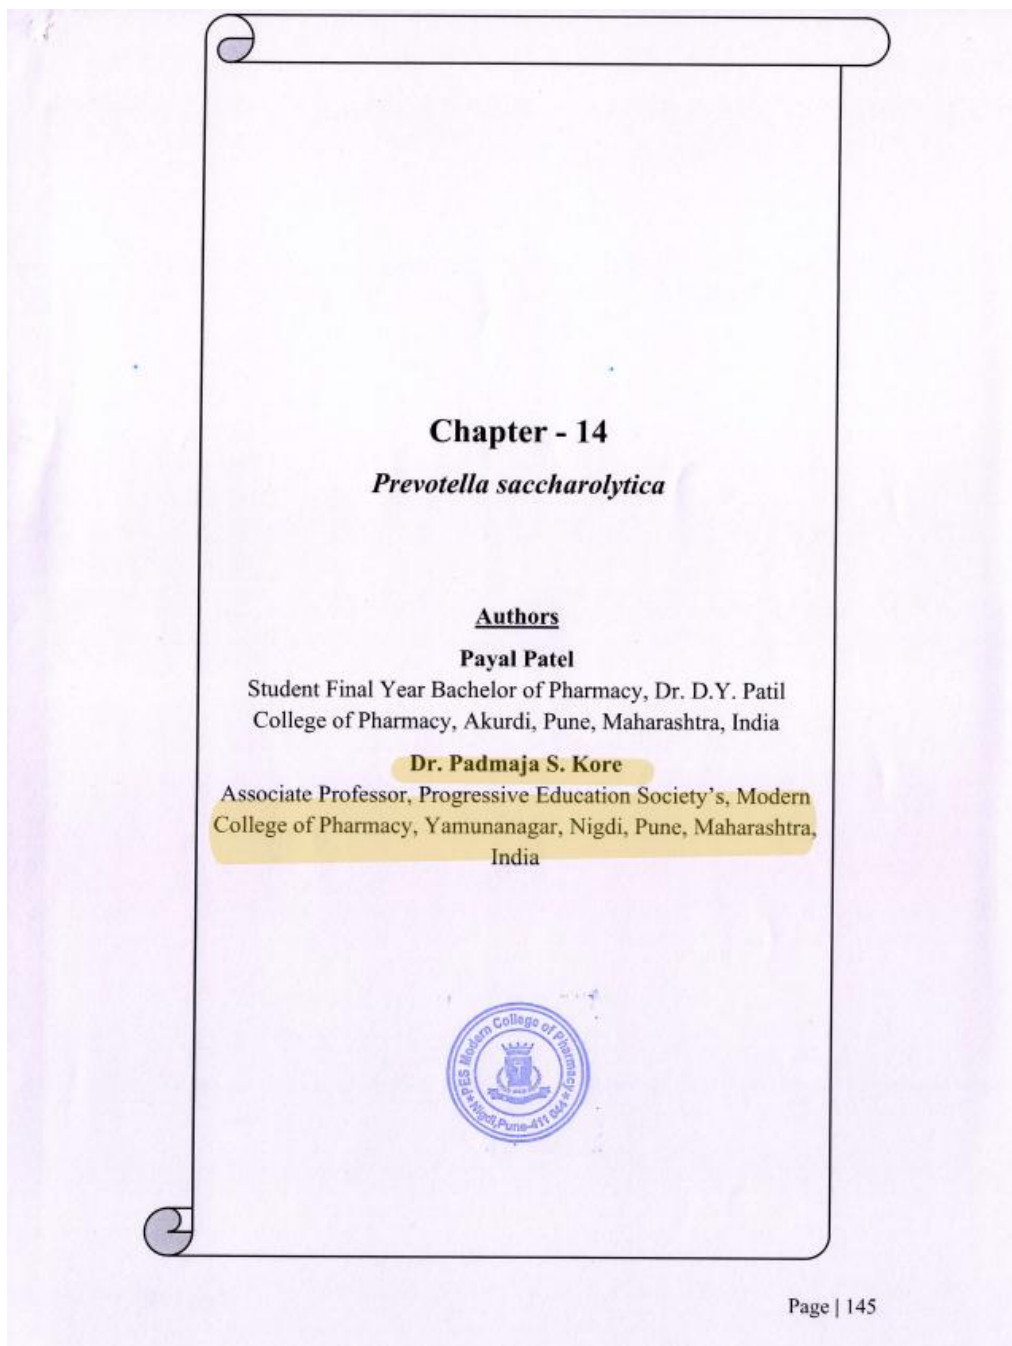 Chapter - 14
Prevotella saccharolytica
Authors
Payal Patel
Student Final Year Bachelor of Pharmacy, Dr. D.Y. Patil
College of Pharmacy, Akurdi, Pune, Maharashtra, India
Dr. Padmaja S. Kore
Associate Professor, Progressive Education Society's, Modern
College of Pharmacy, Yamunanagar, Nigdi, Pune, Maharashtra,
India
PES Modern College of Pharmacy
Nigdi, Pune-411 044
Page | 145